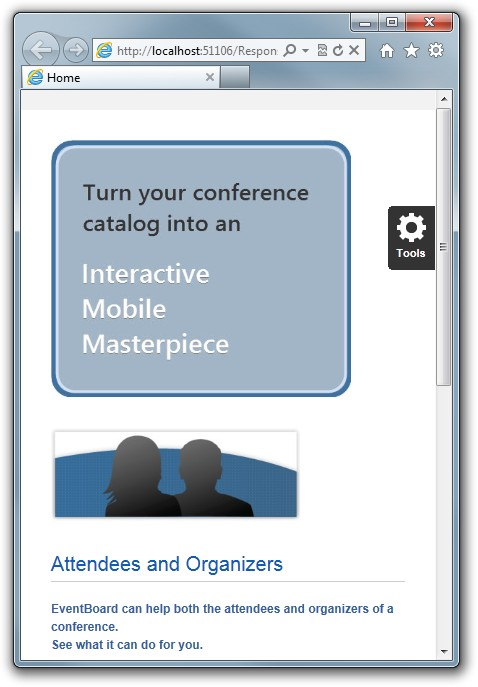 http://localhost:51106/Respon
Home
Turn your conference
catalog into an
Interactive
Mobile
Masterpiece
Tools
Attendees and Organizers
EventBoard can help both the attendees and organizers of a
conference.
See what it can do for you.